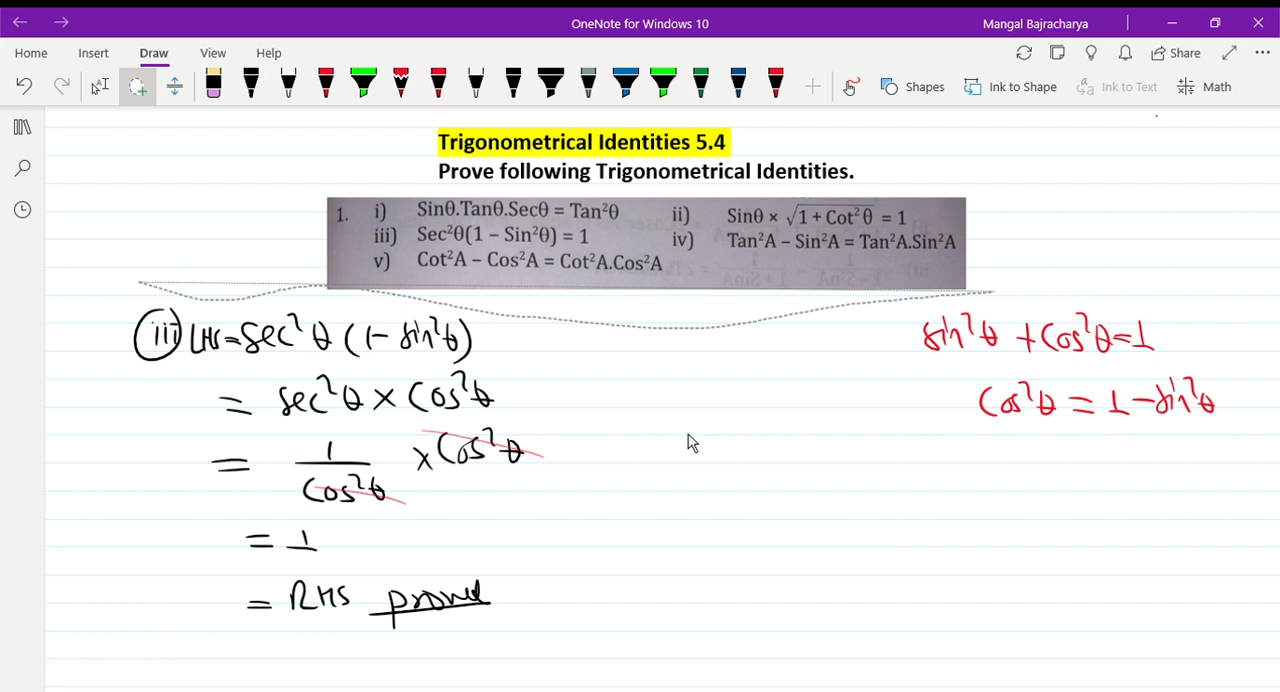 OneNote for Windows 10
Mangal Bajracharya
Home Insert Draw View Help
Share
Shapes Ink to Shape Ink to Text Math
Trigonometrical Identities 5.4
Prove following Trigonometrical Identities.
1. i) Sinθ.Tanθ.Secθ = Tan²θ ii) Sinθ × √(1 + Cot²θ) = 1
iii) Sec²θ(1 − Sin²θ) = 1 iv) Tan²A − Sin²A = Tan²A.Sin²A
v) Cot²A − Cos²A = Cot²A.Cos²A
iii) LHS = sec²θ (1 - sin²θ)
= sec²θ × Cos²θ
= 1/Cos²θ × Cos²θ
= 1
= RHS proved
sin²θ + Cos²θ = 1
Cos²θ = 1 - sin²θ